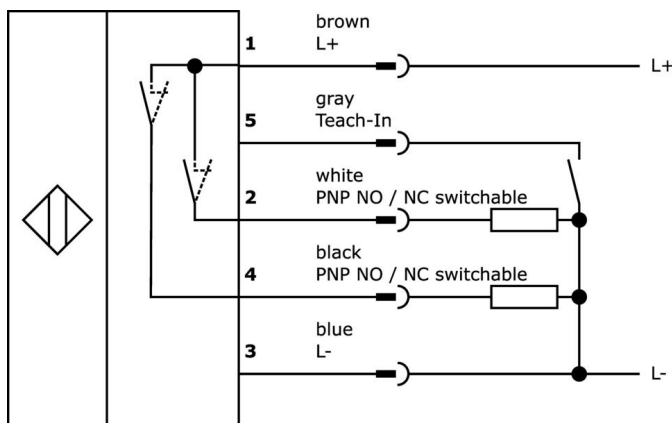 brown
1 L+
L+
gray
5 Teach-In
white
2 PNP NO / NC switchable
black
4 PNP NO / NC switchable
blue
3 L-
L-